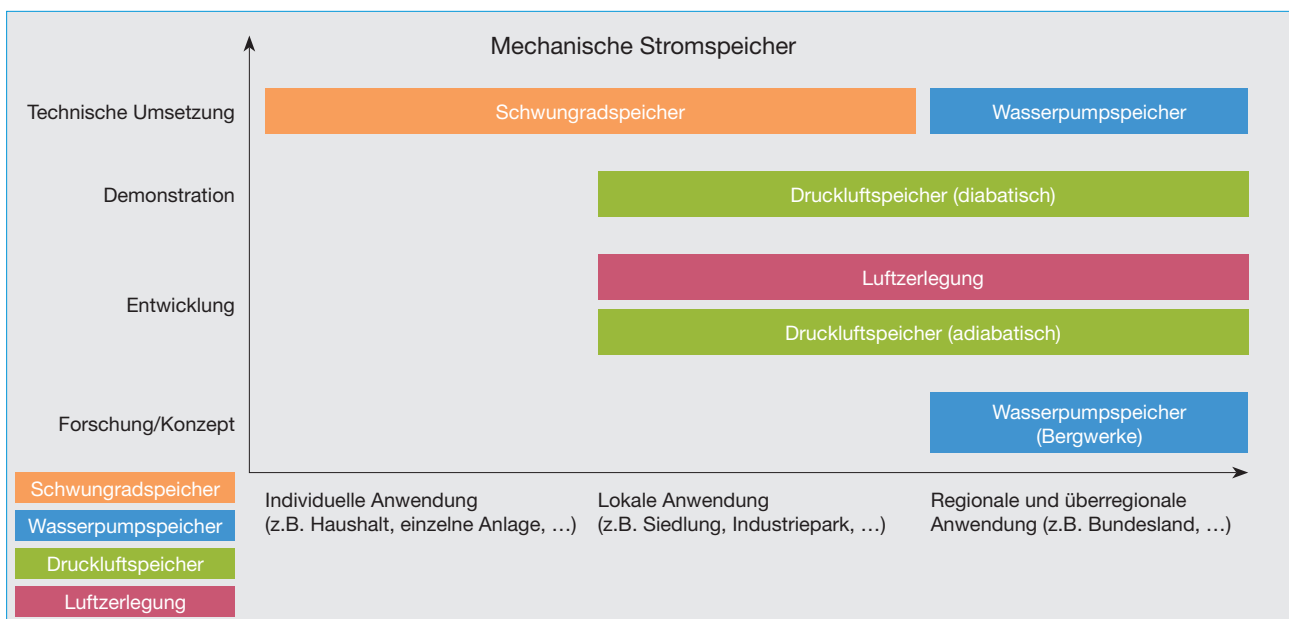 Mechanische Stromspeicher
Technische Umsetzung
Schwungradspeicher
Wasserpumpspeicher
Demonstration
Druckluftspeicher (diabatisch)
Entwicklung
Luftzerlegung
Druckluftspeicher (adiabatisch)
Forschung/Konzept
Wasserpumpspeicher
(Bergwerke)
Schwungradspeicher
Wasserpumpspeicher
Druckluftspeicher
Luftzerlegung
Individuelle Anwendung
(z.B. Haushalt, einzelne Anlage, …)
Lokale Anwendung
(z.B. Siedlung, Industriepark, …)
Regionale und überregionale
Anwendung (z.B. Bundesland, …)